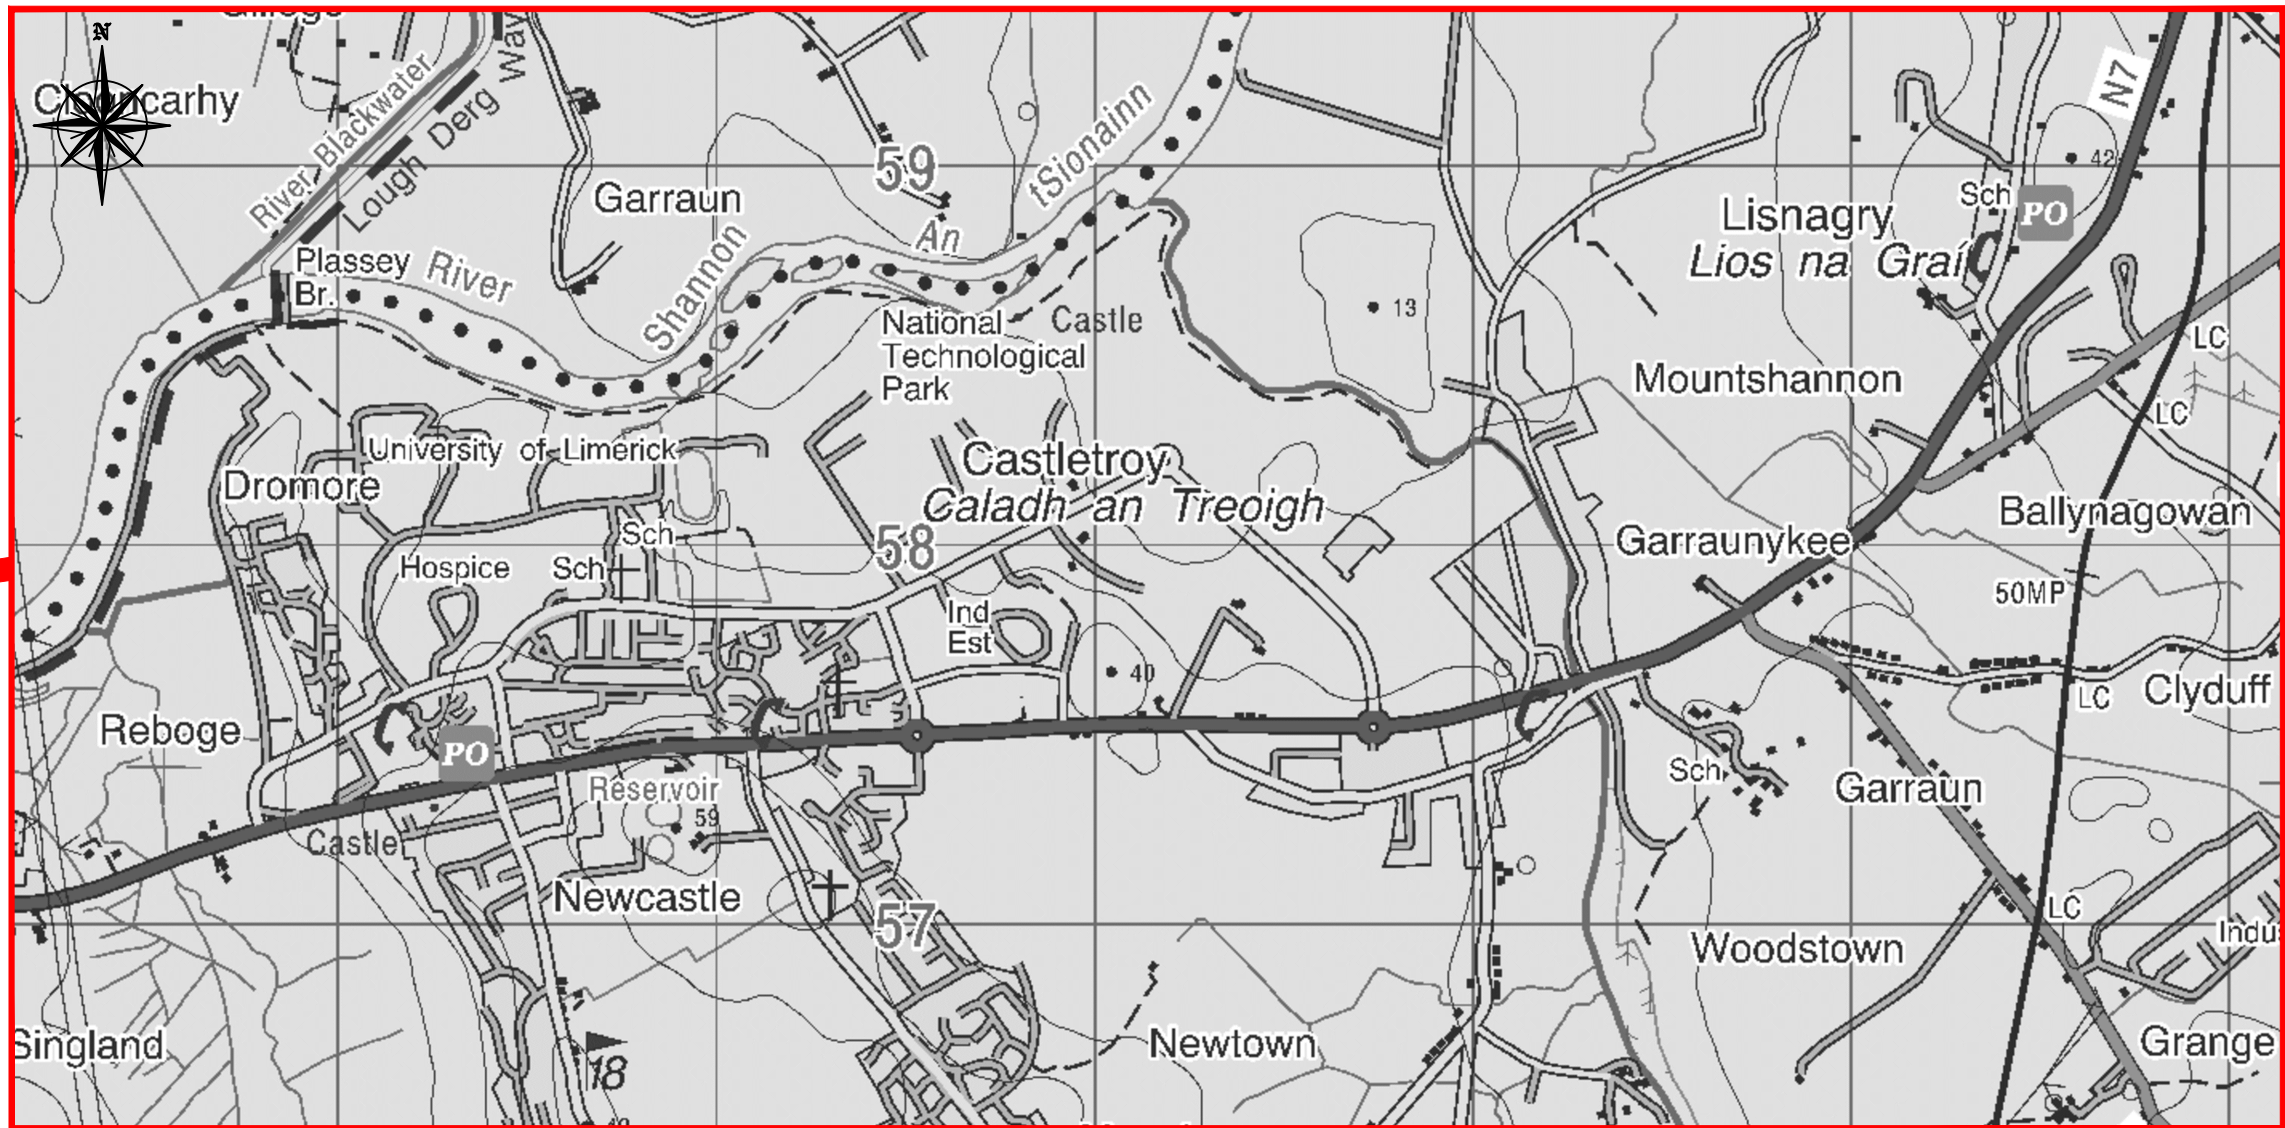 N
Way
River Blackwater
Lough Derg
N7
59
tSionainn
42
Garraun
Sch
PO
Lisnagry
Lios na Graí
An
Shannon
River
Plassey
Br.
National
Technological
Park
Castle
13
LC
Mountshannon
LC
University of Limerick
Castletroy
Caladh an Treoigh
Dromore
Ballynagowan
Sch
58
Garraunykee
Hospice
Sch
50MP
Ind
Est
40
LC
Clyduff
Reboge
PO
Sch
Reservoir
Garraun
59
Castle
Newcastle
LC
57
Indu
Woodstown
Singland
Newtown
Grange
18